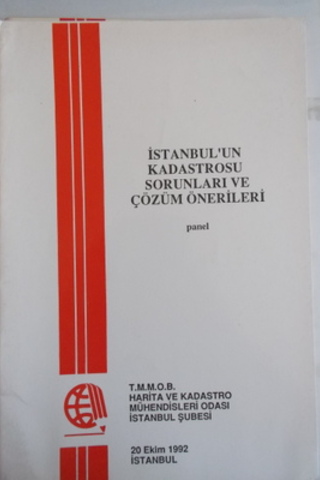 İSTANBUL'UN
KADASTROSU
SORUNLARI VE
ÇÖZÜM ÖNERİLERİ
panel
T.M.M.O.B.
HARİTA VE KADASTRO
MÜHENDİSLERİ ODASI
İSTANBUL ŞUBESİ
20 Ekim 1992
İSTANBUL